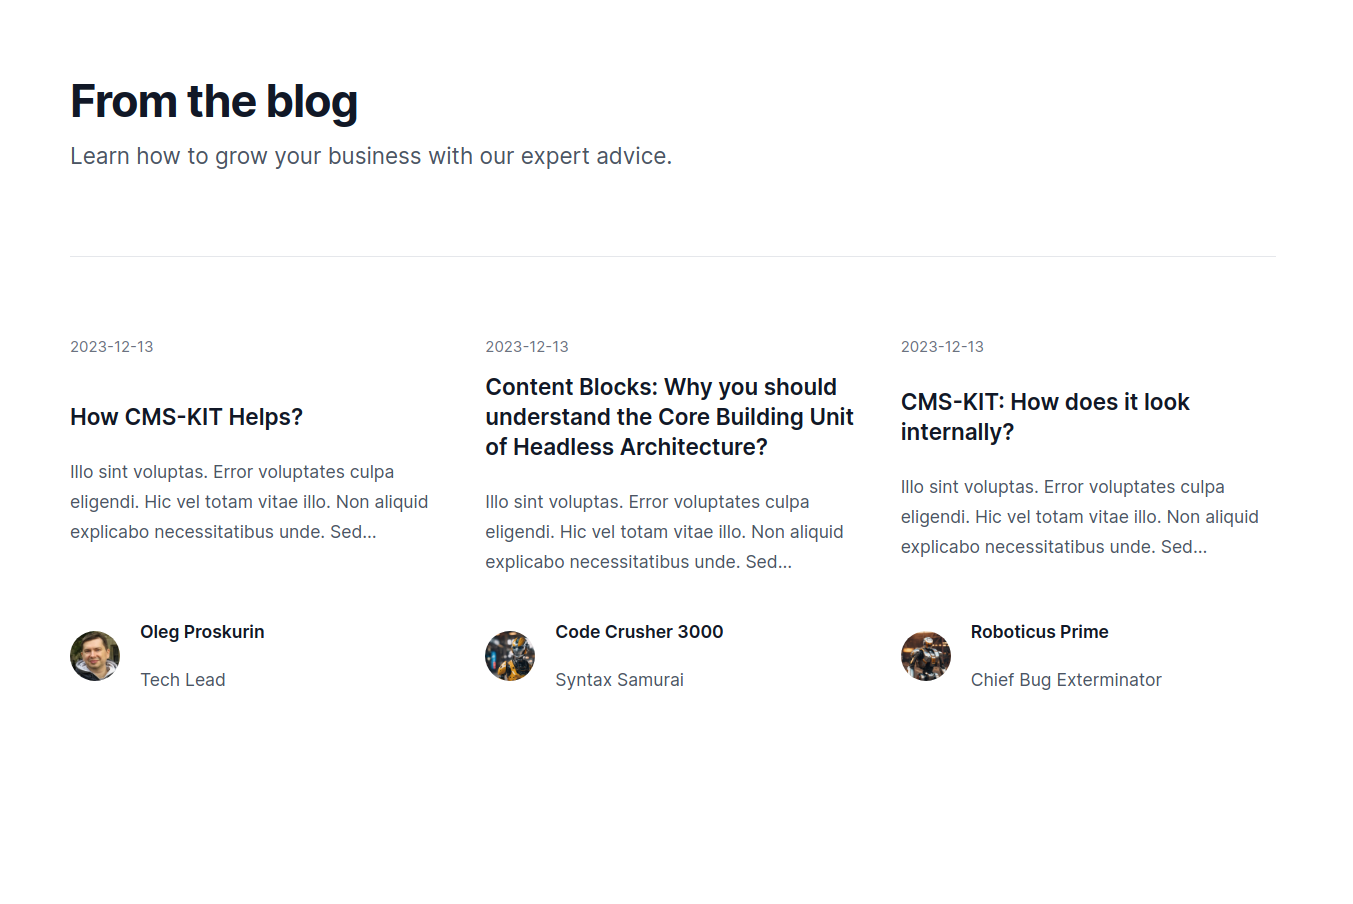 From the blog
Learn how to grow your business with our expert advice.
2023-12-13
How CMS-KIT Helps?
Illo sint voluptas. Error voluptates culpa
eligendi. Hic vel totam vitae illo. Non aliquid
explicabo necessitatibus unde. Sed...
Oleg Proskurin
Tech Lead
2023-12-13
Content Blocks: Why you should
understand the Core Building Unit
of Headless Architecture?
Illo sint voluptas. Error voluptates culpa
eligendi. Hic vel totam vitae illo. Non aliquid
explicabo necessitatibus unde. Sed...
Code Crusher 3000
Syntax Samurai
2023-12-13
CMS-KIT: How does it look
internally?
Illo sint voluptas. Error voluptates culpa
eligendi. Hic vel totam vitae illo. Non aliquid
explicabo necessitatibus unde. Sed...
Roboticus Prime
Chief Bug Exterminator